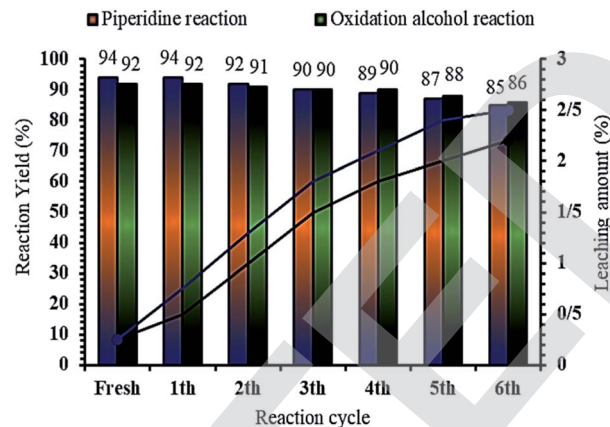 Piperidine reaction
Oxidation alcohol reaction
Reaction Yield (%)
100
90
80
70
60
50
40
30
20
10
0
94 92 94 92 92 91 90 90 89 90 87 88 85 86
3
2/5
2
1/5
1
0/5
0
Leaching amount (%)
Fresh 1th 2th 3th 4th 5th 6th
Reaction cycle